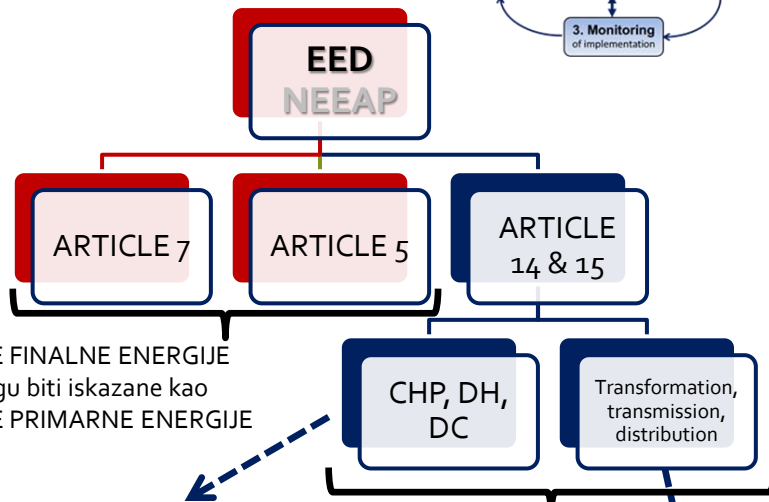 3. Monitoring
of implementation
EED
NEEAP
ARTICLE 7
ARTICLE 5
ARTICLE
14 & 15
E FINALNE ENERGIJE
gu biti iskazane kao
E PRIMARNE ENERGIJE
CHP, DH,
DC
Transformation,
transmission,
distribution